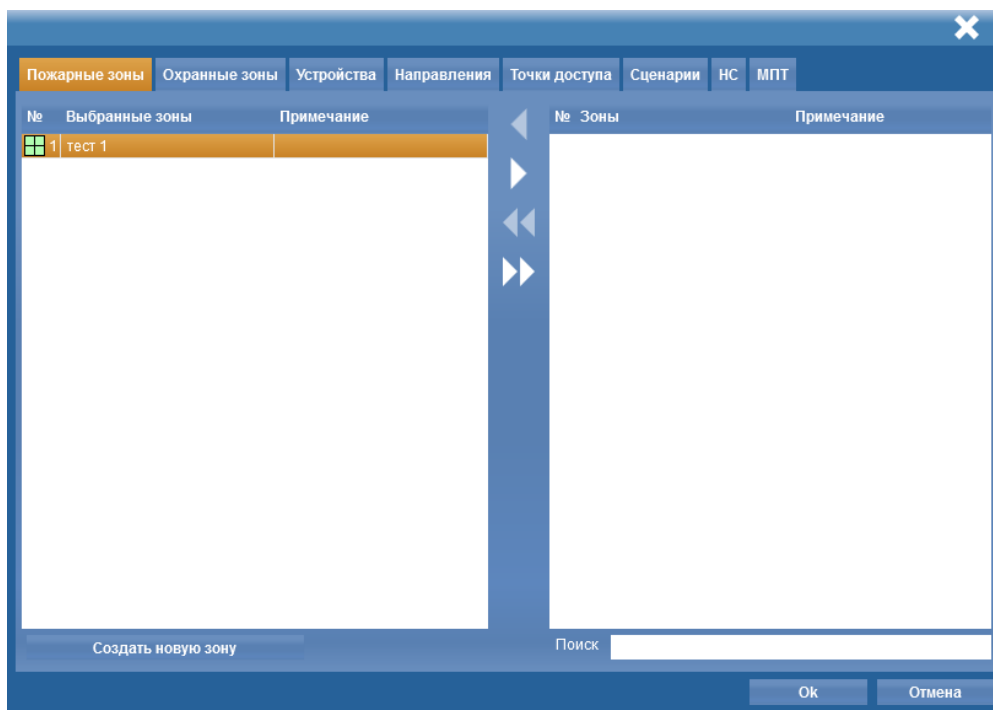 Пожарные зоны Охранные зоны Устройства Направления Точки доступа Сценарии НС МПТ
№ Выбранные зоны Примечание № Зоны Примечание
1 тест 1
Создать новую зону Поиск
Ok Отмена